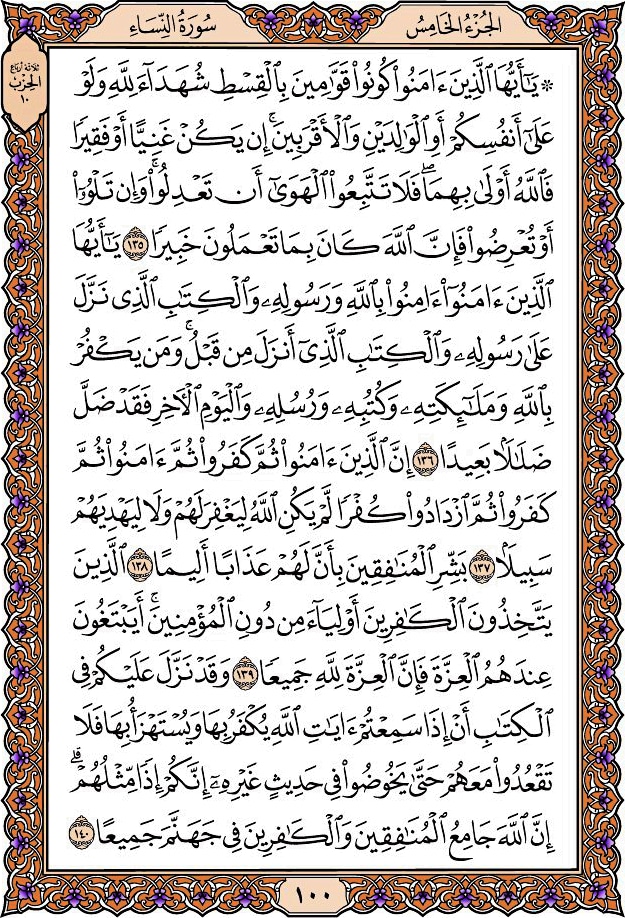 الجُزْءُ الخَامِسُ
سُورَةُ النِّسَاءِ
ثلاثة أرباع
الحِزْبُ
١٠
۞ يَٰٓأَيُّهَا ٱلَّذِينَ ءَامَنُوا۟ كُونُوا۟ قَوَّٰمِينَ بِٱلْقِسْطِ شُهَدَآءَ لِلَّهِ وَلَوْ
عَلَىٰٓ أَنفُسِكُمْ أَوِ ٱلْوَٰلِدَيْنِ وَٱلْأَقْرَبِينَ ۚ إِن يَكُنْ غَنِيًّا أَوْ فَقِيرًا
فَٱللَّهُ أَوْلَىٰ بِهِمَا ۖ فَلَا تَتَّبِعُوا۟ ٱلْهَوَىٰٓ أَن تَعْدِلُوا۟ ۚ وَإِن تَلْوُۥٓا۟
أَوْ تُعْرِضُوا۟ فَإِنَّ ٱللَّهَ كَانَ بِمَا تَعْمَلُونَ خَبِيرًا ١٣٥ يَٰٓأَيُّهَا
ٱلَّذِينَ ءَامَنُوٓا۟ ءَامِنُوا۟ بِٱللَّهِ وَرَسُولِهِۦ وَٱلْكِتَٰبِ ٱلَّذِى نَزَّلَ
عَلَىٰ رَسُولِهِۦ وَٱلْكِتَٰبِ ٱلَّذِىٓ أَنزَلَ مِن قَبْلُ ۚ وَمَن يَكْفُرْ
بِٱللَّهِ وَمَلَٰٓئِكَتِهِۦ وَكُتُبِهِۦ وَرُسُلِهِۦ وَٱلْيَوْمِ ٱلْءَاخِرِ فَقَدْ ضَلَّ
ضَلَٰلًۢا بَعِيدًا ١٣٦ إِنَّ ٱلَّذِينَ ءَامَنُوا۟ ثُمَّ كَفَرُوا۟ ثُمَّ ءَامَنُوا۟ ثُمَّ
كَفَرُوا۟ ثُمَّ ٱزْدَادُوا۟ كُفْرًا لَّمْ يَكُنِ ٱللَّهُ لِيَغْفِرَ لَهُمْ وَلَا لِيَهْدِيَهُمْ
سَبِيلًۢا ١٣٧ بَشِّرِ ٱلْمُنَٰفِقِينَ بِأَنَّ لَهُمْ عَذَابًا أَلِيمًا ١٣٨ ٱلَّذِينَ
يَتَّخِذُونَ ٱلْكَٰفِرِينَ أَوْلِيَآءَ مِن دُونِ ٱلْمُؤْمِنِينَ ۚ أَيَبْتَغُونَ
عِندَهُمُ ٱلْعِزَّةَ فَإِنَّ ٱلْعِزَّةَ لِلَّهِ جَمِيعًا ١٣٩ وَقَدْ نَزَّلَ عَلَيْكُمْ فِى
ٱلْكِتَٰبِ أَنْ إِذَا سَمِعْتُمْ ءَايَٰتِ ٱللَّهِ يُكْفَرُ بِهَا وَيُسْتَهْزَأُ بِهَا فَلَا
تَقْعُدُوا۟ مَعَهُمْ حَتَّىٰ يَخُوضُوا۟ فِى حَدِيثٍ غَيْرِهِۦٓ ۚ إِنَّكُمْ إِذًا مِّثْلُهُمْ ۗ
إِنَّ ٱللَّهَ جَامِعُ ٱلْمُنَٰفِقِينَ وَٱلْكَٰفِرِينَ فِى جَهَنَّمَ جَمِيعًا ١٤٠
١٠٠